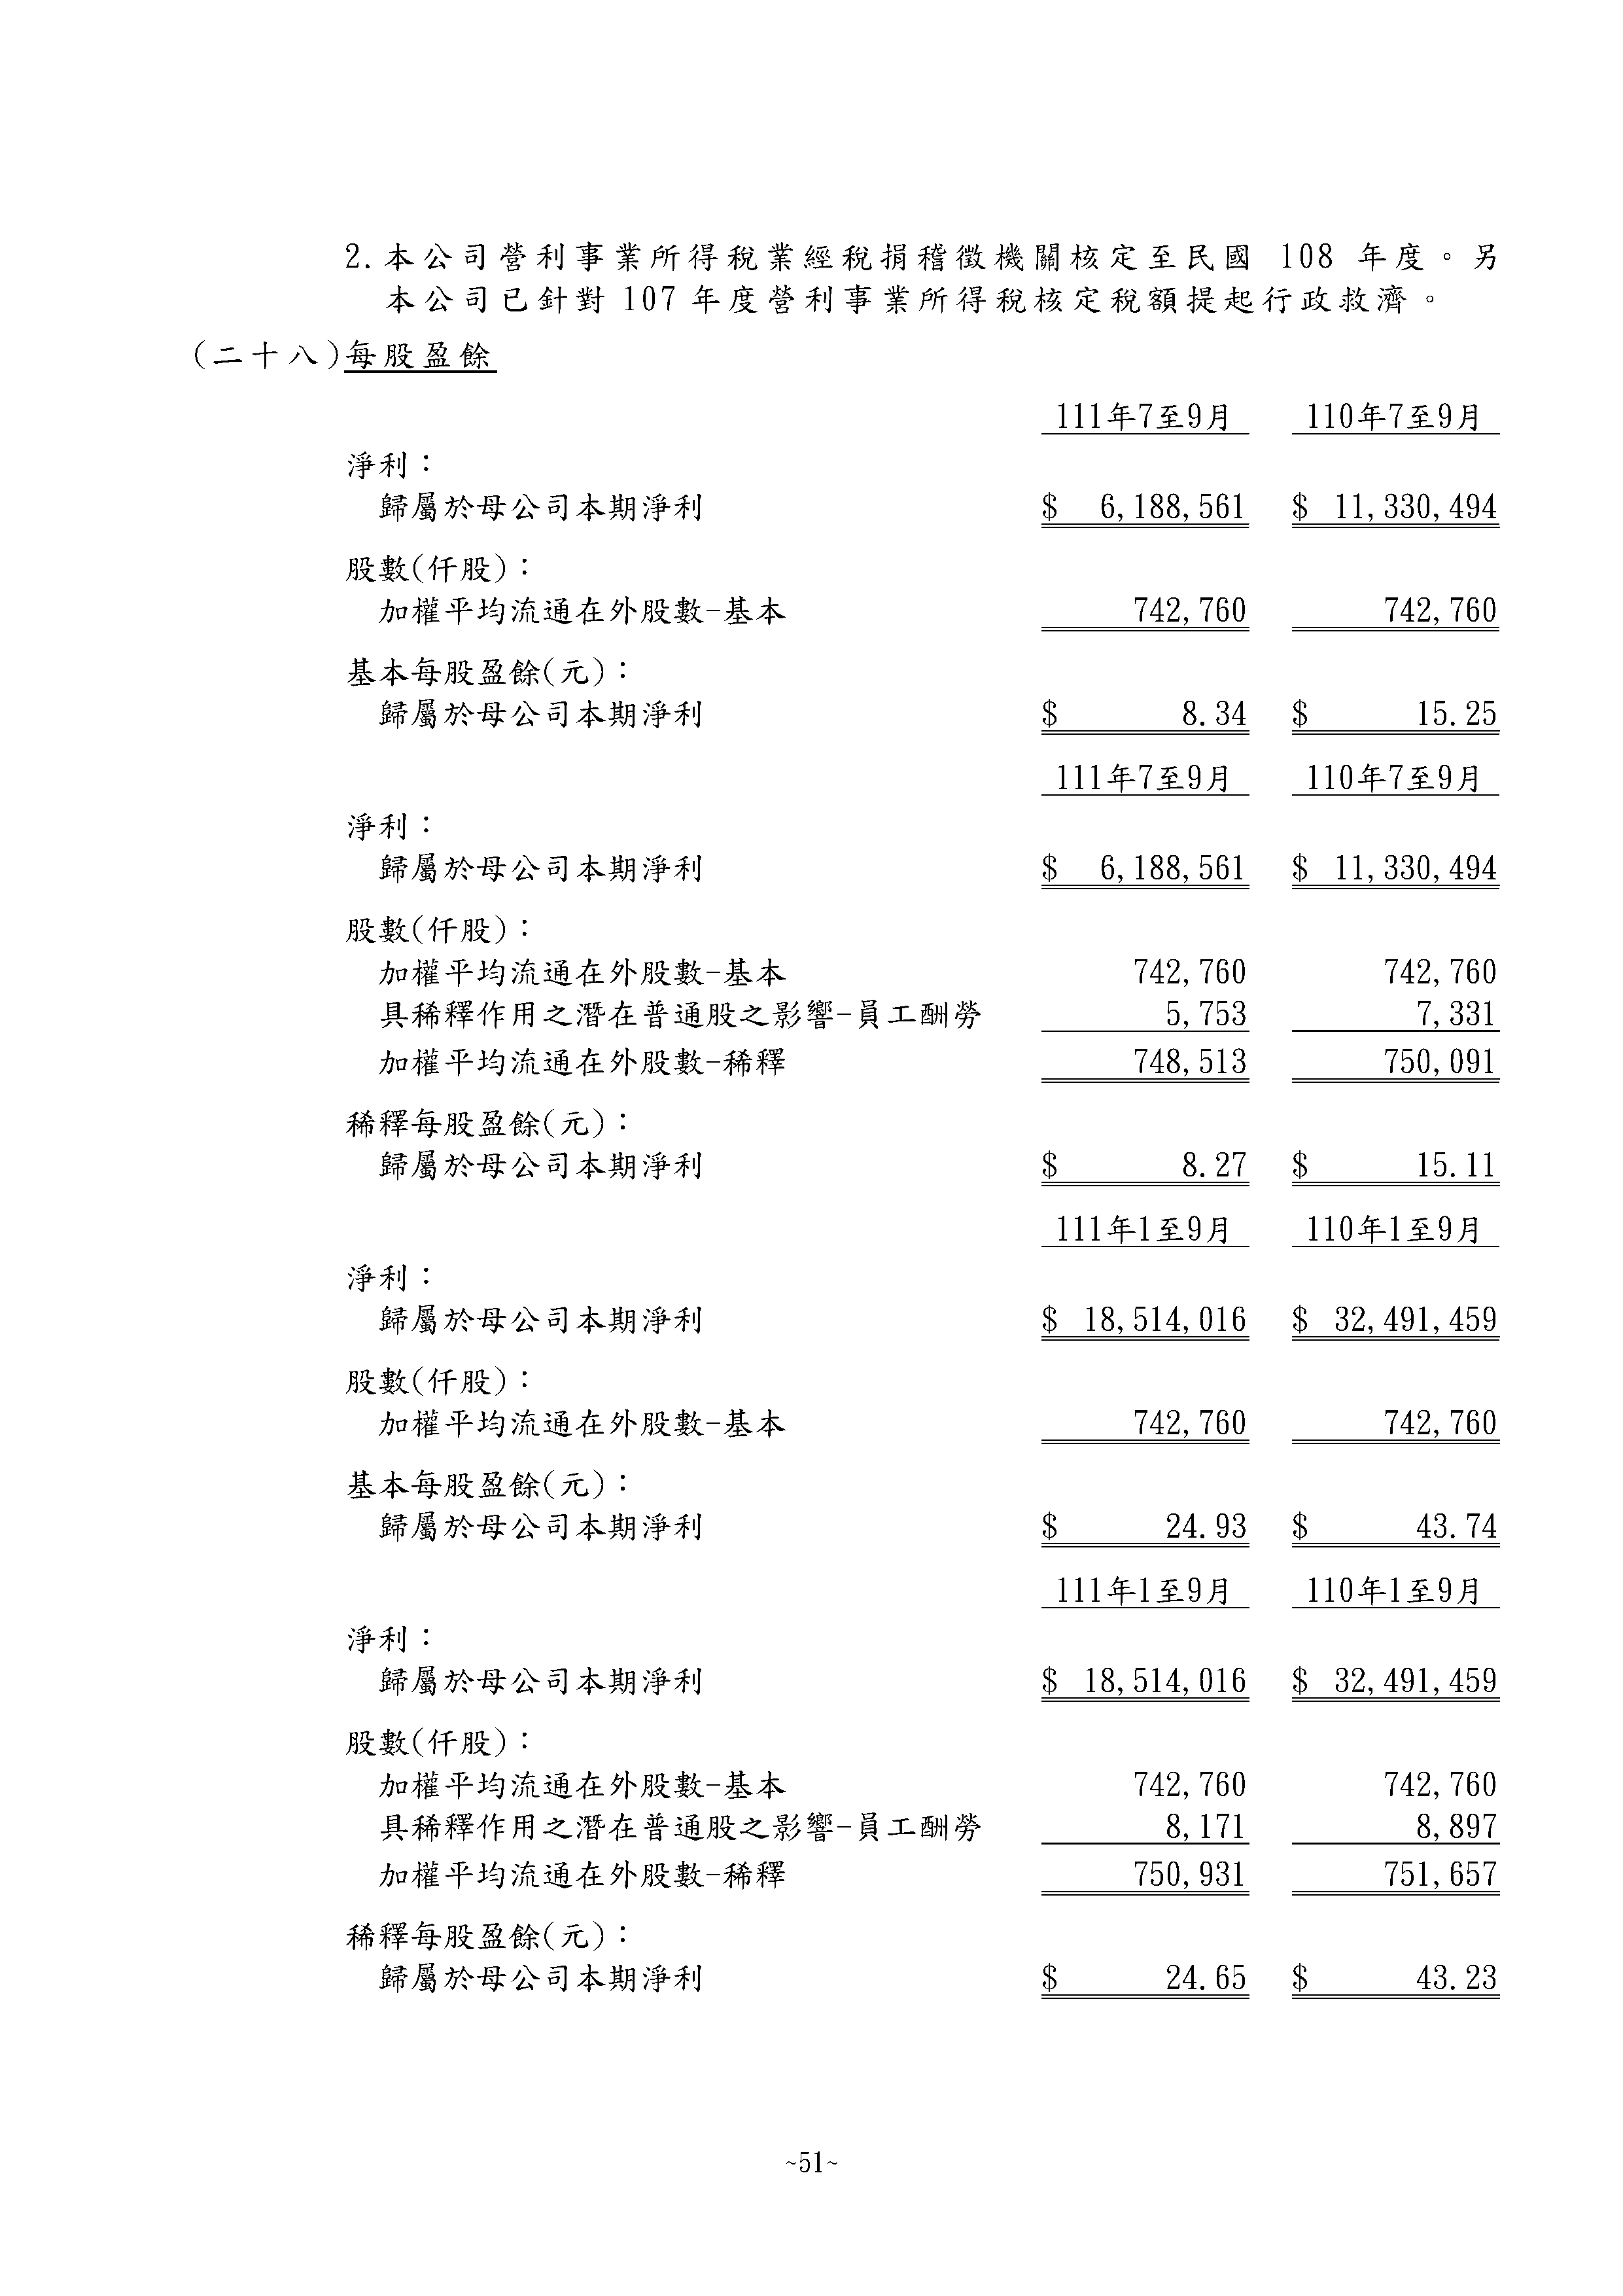 2.本公司營利事業所得稅業經稅捐稽徵機關核定至民國 108 年度。另
本公司已針對 107 年度營利事業所得稅核定稅額提起行政救濟。
(二十八)每股盈餘
111年7至9月 110年7至9月
淨利：
歸屬於母公司本期淨利 $ 6,188,561 $ 11,330,494
股數(仟股)：
加權平均流通在外股數-基本 742,760 742,760
基本每股盈餘(元)：
歸屬於母公司本期淨利 $ 8.34 $ 15.25
111年7至9月 110年7至9月
淨利：
歸屬於母公司本期淨利 $ 6,188,561 $ 11,330,494
股數(仟股)：
加權平均流通在外股數-基本 742,760 742,760
具稀釋作用之潛在普通股之影響-員工酬勞 5,753 7,331
加權平均流通在外股數-稀釋 748,513 750,091
稀釋每股盈餘(元)：
歸屬於母公司本期淨利 $ 8.27 $ 15.11
111年1至9月 110年1至9月
淨利：
歸屬於母公司本期淨利 $ 18,514,016 $ 32,491,459
股數(仟股)：
加權平均流通在外股數-基本 742,760 742,760
基本每股盈餘(元)：
歸屬於母公司本期淨利 $ 24.93 $ 43.74
111年1至9月 110年1至9月
淨利：
歸屬於母公司本期淨利 $ 18,514,016 $ 32,491,459
股數(仟股)：
加權平均流通在外股數-基本 742,760 742,760
具稀釋作用之潛在普通股之影響-員工酬勞 8,171 8,897
加權平均流通在外股數-稀釋 750,931 751,657
稀釋每股盈餘(元)：
歸屬於母公司本期淨利 $ 24.65 $ 43.23
~51~